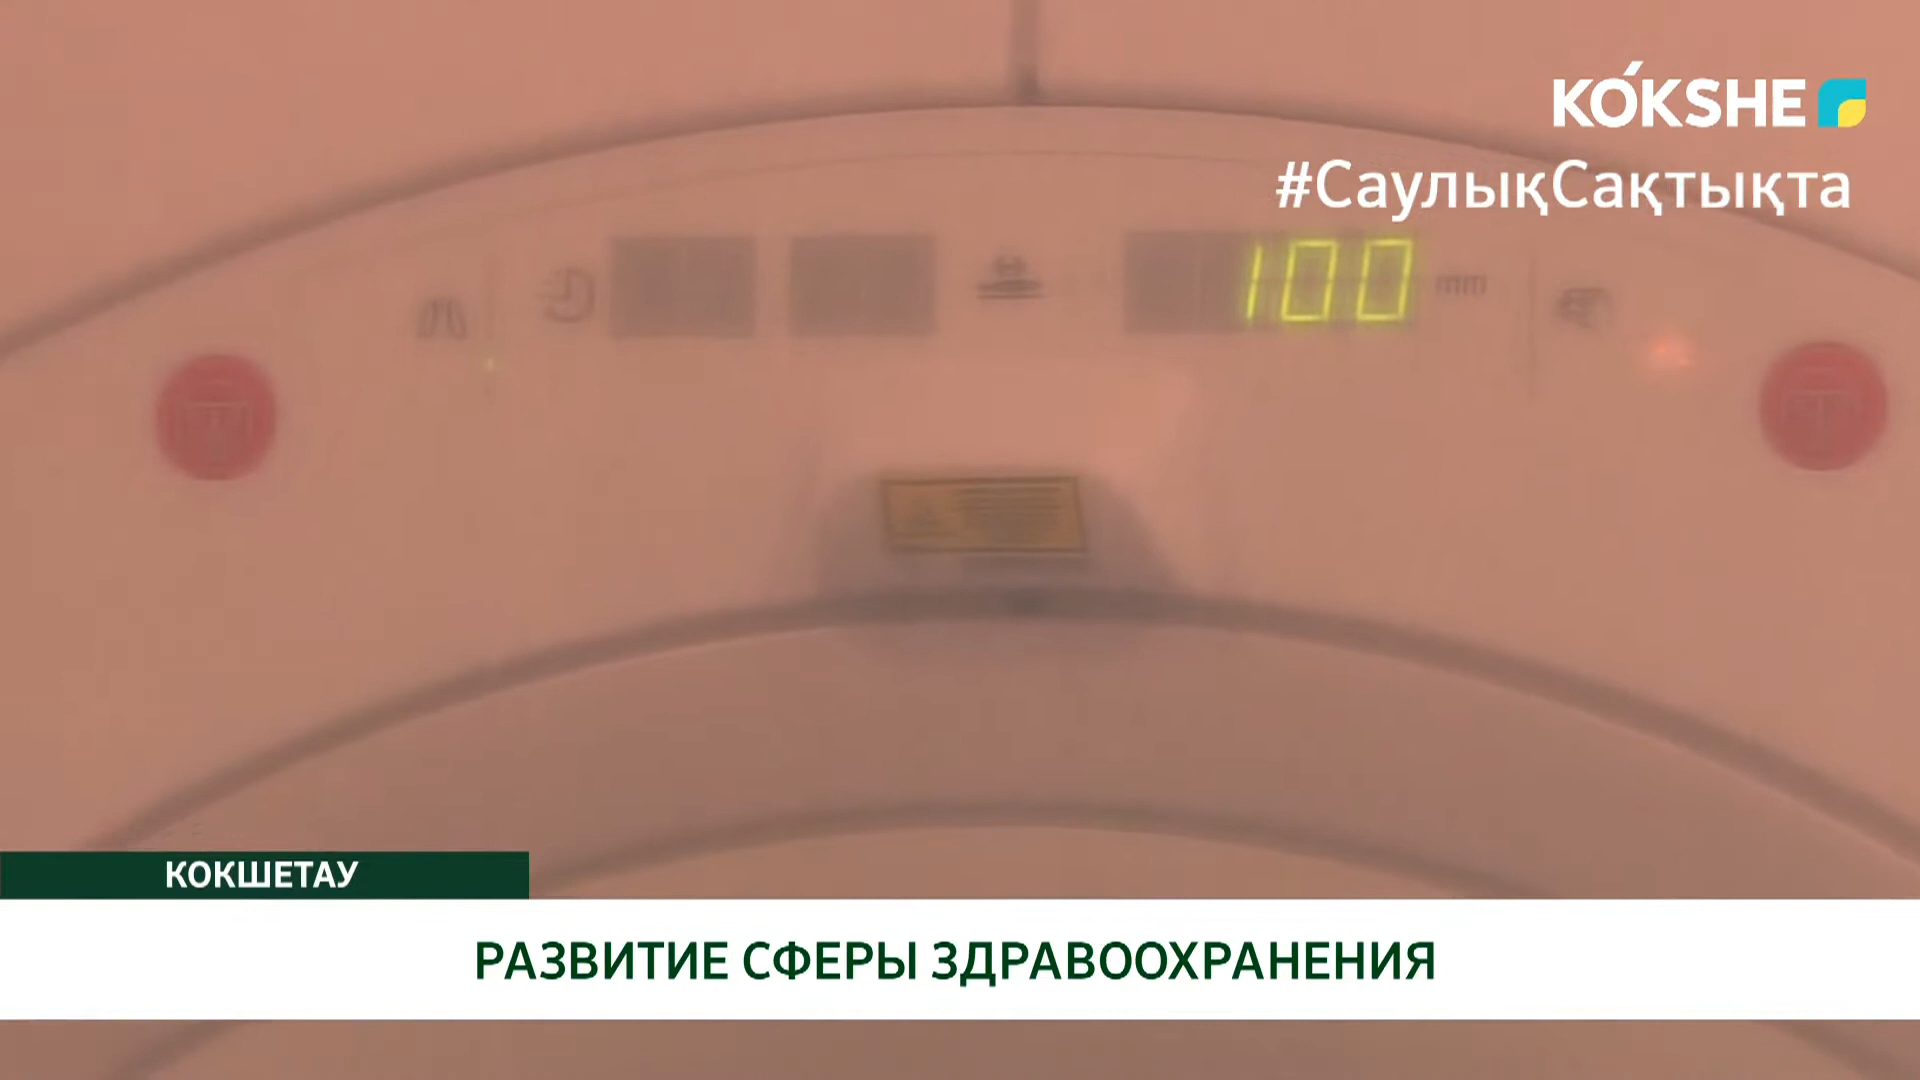 KÓKSHE
#СаулықСақтықта
100 mm
КОКШЕТАУ
РАЗВИТИЕ СФЕРЫ ЗДРАВООХРАНЕНИЯ